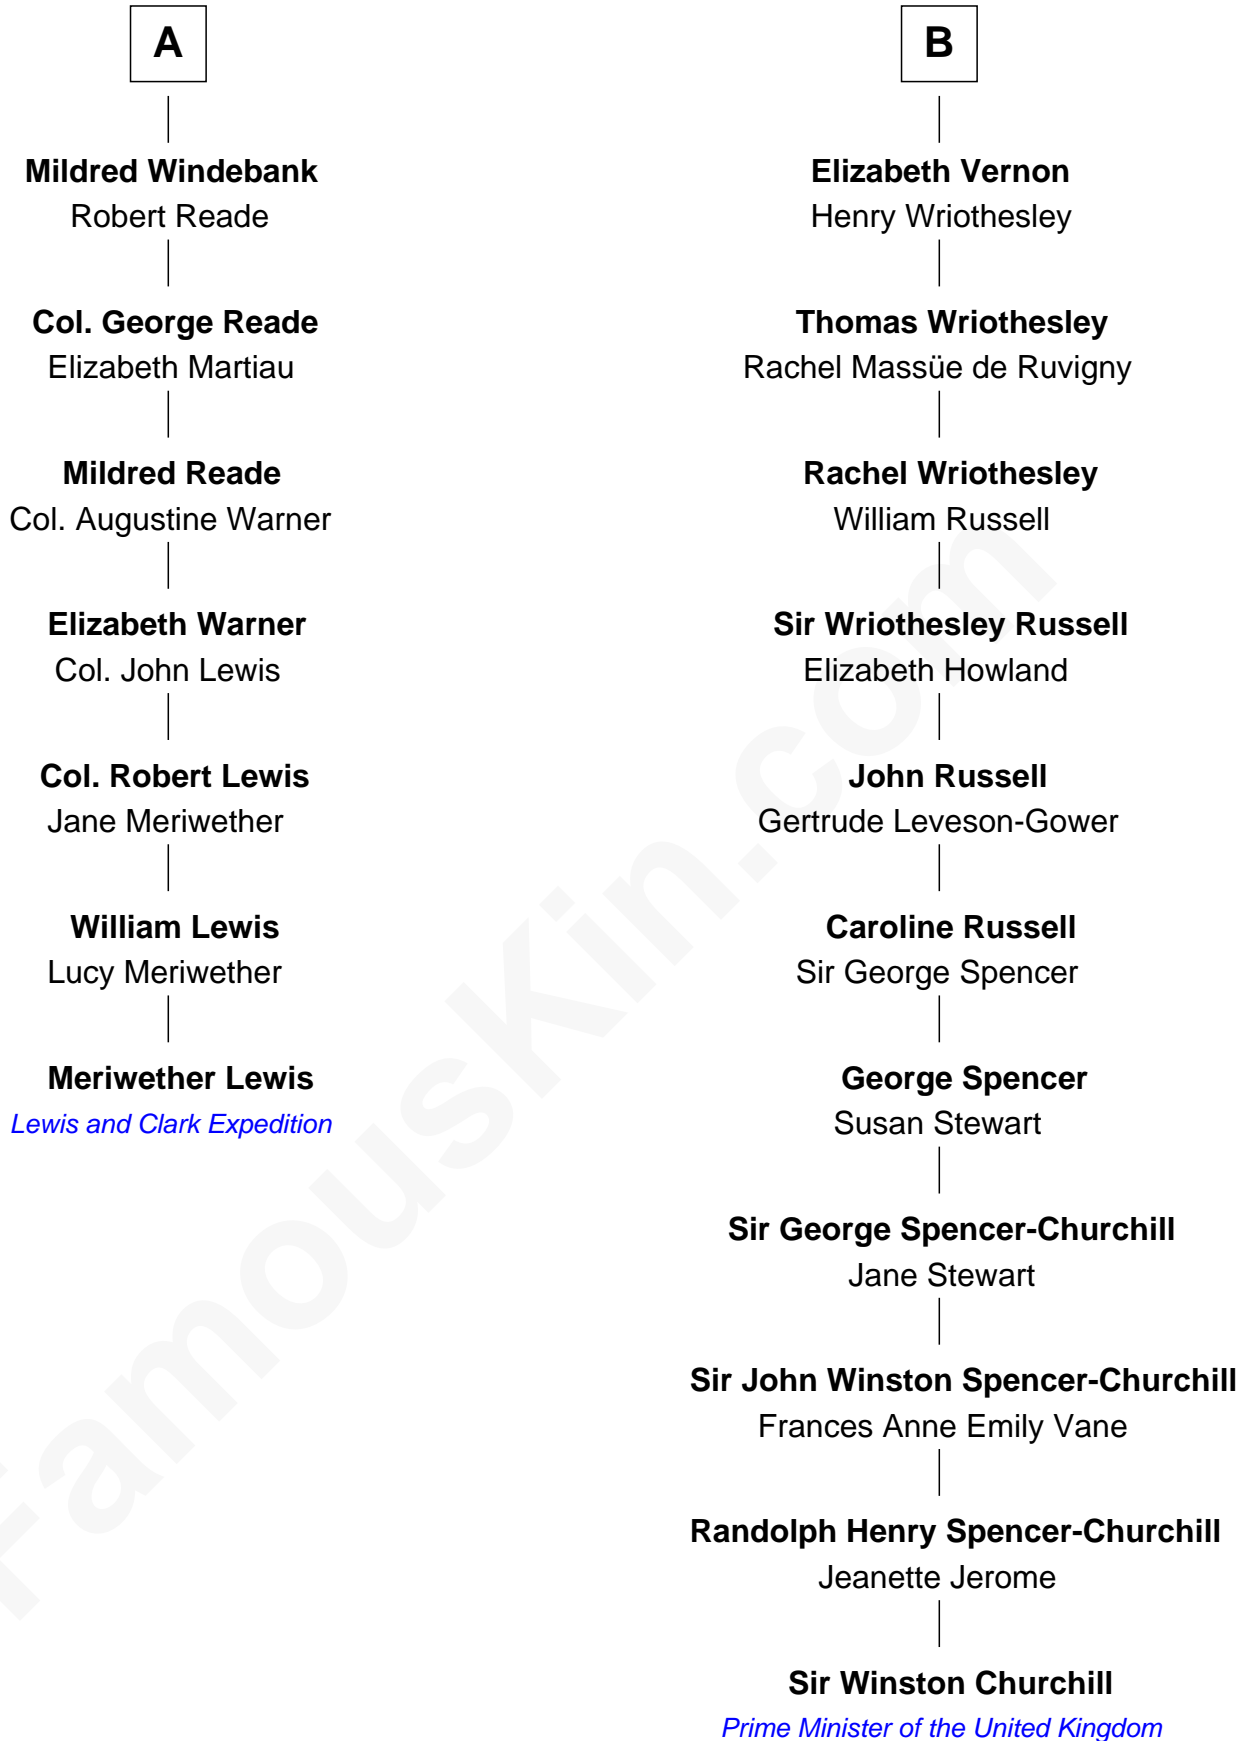 A
Mildred Windebank
Robert Reade
Col. George Reade
Elizabeth Martiau
Mildred Reade
Col. Augustine Warner
Elizabeth Warner
Col. John Lewis
Col. Robert Lewis
Jane Meriwether
William Lewis
Lucy Meriwether
Meriwether Lewis
Lewis and Clark Expedition
B
Elizabeth Vernon
Henry Wriothesley
Thomas Wriothesley
Rachel Massüe de Ruvigny
Rachel Wriothesley
William Russell
Sir Wriothesley Russell
Elizabeth Howland
John Russell
Gertrude Leveson-Gower
Caroline Russell
Sir George Spencer
George Spencer
Susan Stewart
Sir George Spencer-Churchill
Jane Stewart
Sir John Winston Spencer-Churchill
Frances Anne Emily Vane
Randolph Henry Spencer-Churchill
Jeanette Jerome
Sir Winston Churchill
Prime Minister of the United Kingdom
FamousKin.com